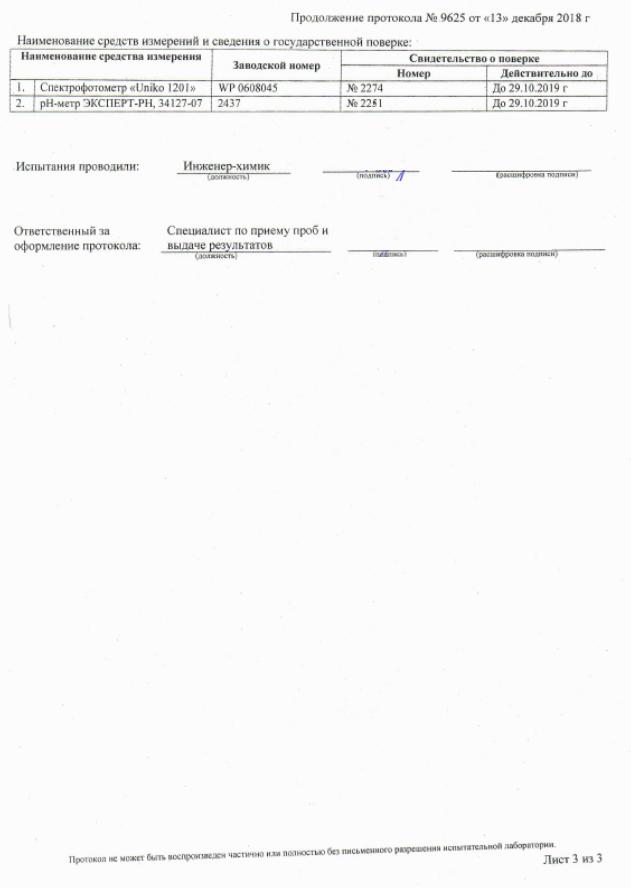 Продолжение протокола № 9625 от «13» декабря 2018 г
Наименование средств измерений и сведения о государственной поверке:
Наименование средства измерения Заводской номер Свидетельство о поверке
Номер Действительно до
1. Спектрофотометр «Uniko 1201» WP 0608045 № 2274 До 29.10.2019 г
2. pH-метр ЭКСПЕРТ-РН, 34127-07 2437 № 2251 До 29.10.2019 г
Испытания проводили: Инженер-химик
(должность) (подпись) (расшифровка подписи)
Ответственный за Специалист по приему проб и
оформление протокола: выдаче результатов
(должность) (подпись) (расшифровка подписи)
Протокол не может быть воспроизведен частично или полностью без письменного разрешения испытательной лаборатории.
Лист 3 из 3